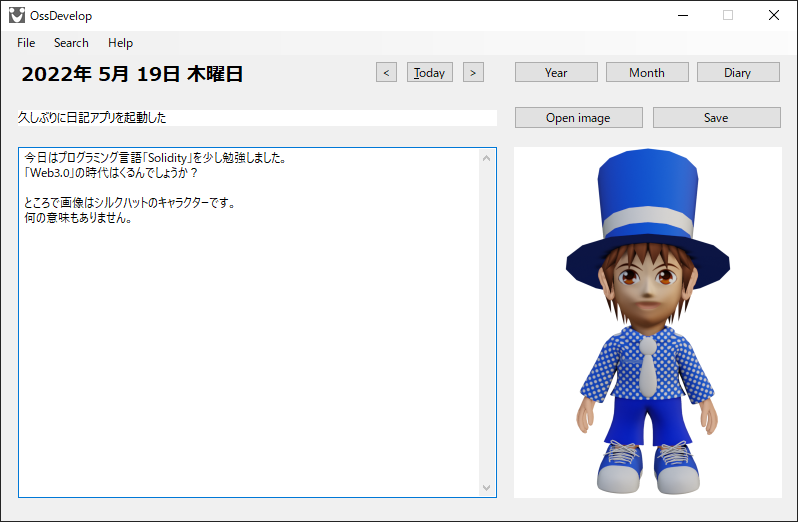 OssDevelop
File Search Help
2022年 5月 19日 木曜日 < Today > Year Month Diary
久しぶりに日記アプリを起動した Open image Save
今日はプログラミング言語「Solidity」を少し勉強しました。
「Web3.0」の時代はくるんでしょうか？
ところで画像はシルクハットのキャラクターです。
何の意味もありません。